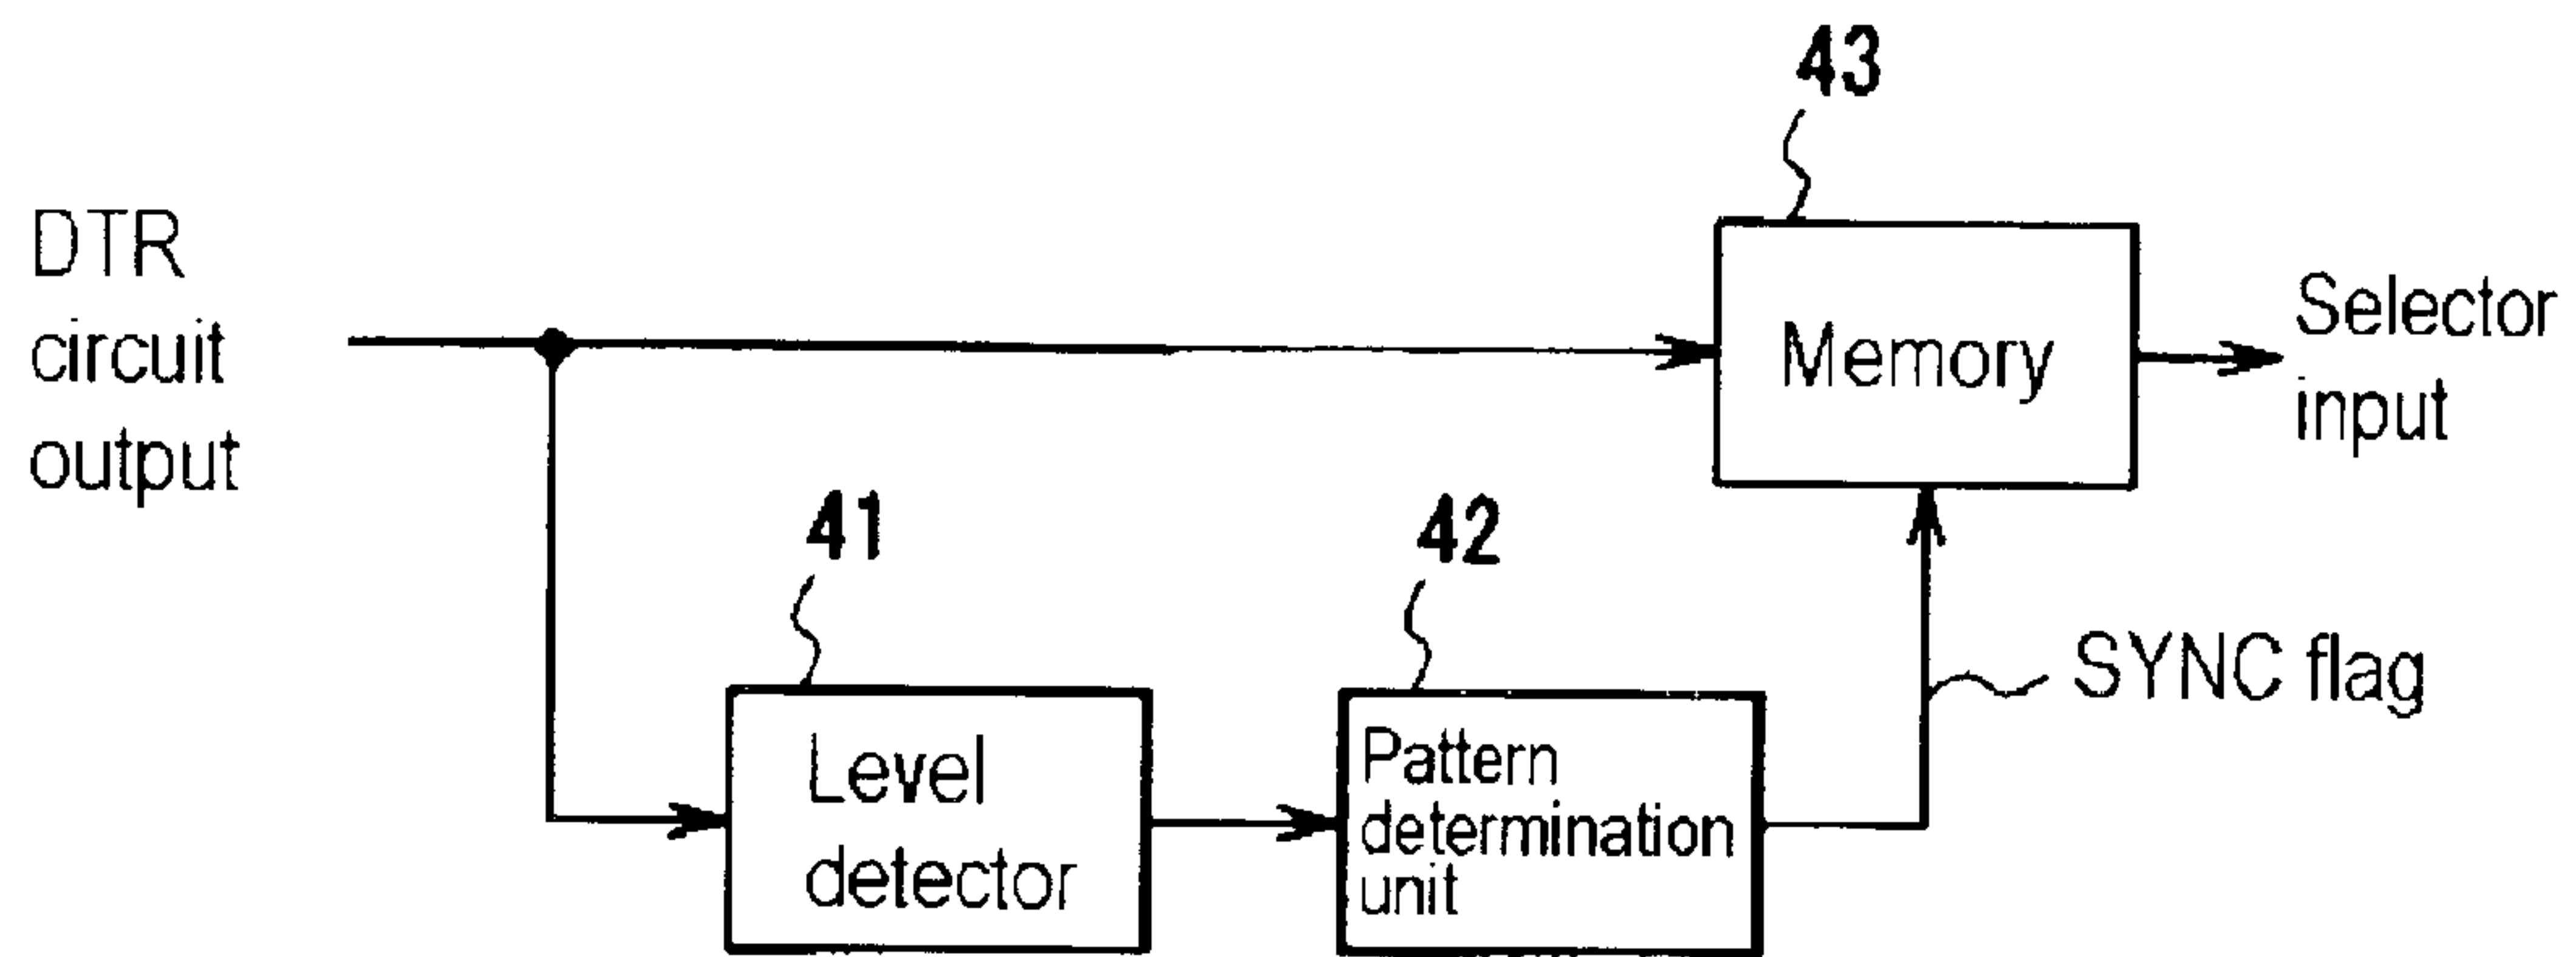 43
DTR
circuit
output
Memory
Selector
input
41
42
SYNC flag
Level
detector
Pattern
determination
unit